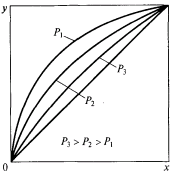 y
P₁
P₃
P₂
P₃ > P₂ > P₁
0
x